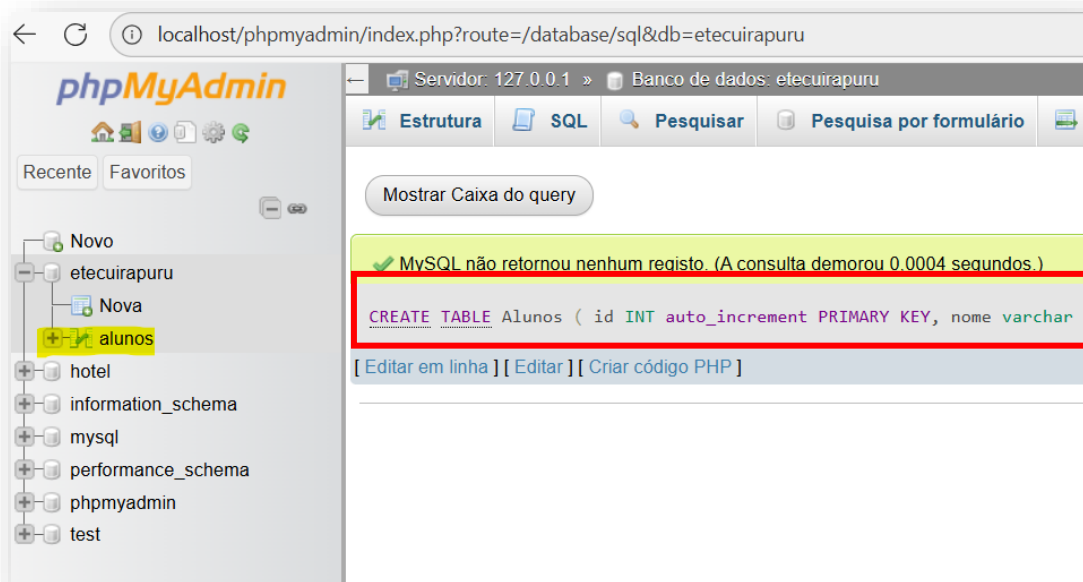 localhost/phpmyadmin/index.php?route=/database/sql&db=etecuirapuru
phpMyAdmin
Recente Favoritos
Novo
etecuirapuru
Nova
alunos
hotel
information_schema
mysql
performance_schema
phpmyadmin
test
Servidor: 127.0.0.1 » Banco de dados: etecuirapuru
Estrutura SQL Pesquisar Pesquisa por formulário
Mostrar Caixa do query
MySQL não retornou nenhum registo. (A consulta demorou 0,0004 segundos.)
CREATE TABLE Alunos ( id INT auto_increment PRIMARY KEY, nome varchar
[ Editar em linha ] [ Editar ] [ Criar código PHP ]